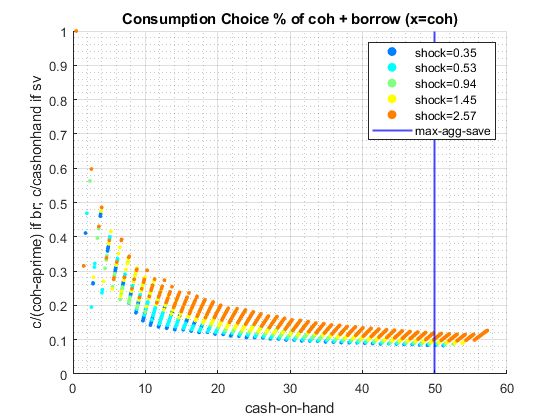 Consumption Choice % of coh + borrow (x=coh)
c/(coh-aprime) if br, c/cashonhand if sv
1
0.9
0.8
0.7
0.6
0.5
0.4
0.3
0.2
0.1
0
shock=0.35
shock=0.53
shock=0.94
shock=1.45
shock=2.57
max-agg-save
0 10 20 30 40 50 60
cash-on-hand